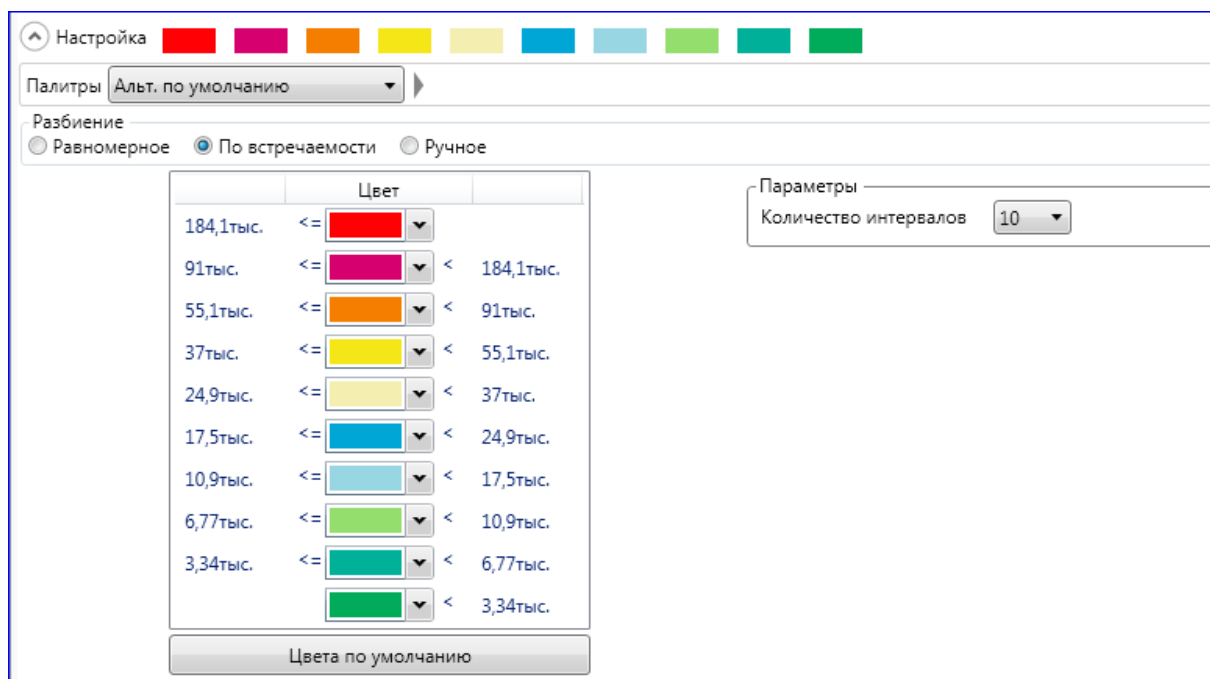 Настройка
Палитры Альт. по умолчанию
Разбиение
Равномерное По встречаемости Ручное
Цвет
184,1тыс. <=
91тыс. <= < 184,1тыс.
55,1тыс. <= < 91тыс.
37тыс. <= < 55,1тыс.
24,9тыс. <= < 37тыс.
17,5тыс. <= < 24,9тыс.
10,9тыс. <= < 17,5тыс.
6,77тыс. <= < 10,9тыс.
3,34тыс. <= < 6,77тыс.
< 3,34тыс.
Цвета по умолчанию
Параметры
Количество интервалов 10